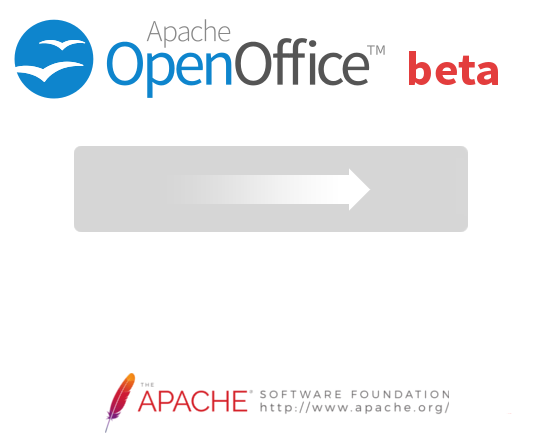 Apache
OpenOffice™ beta
THE
APACHE® SOFTWARE FOUNDATION
http://www.apache.org/